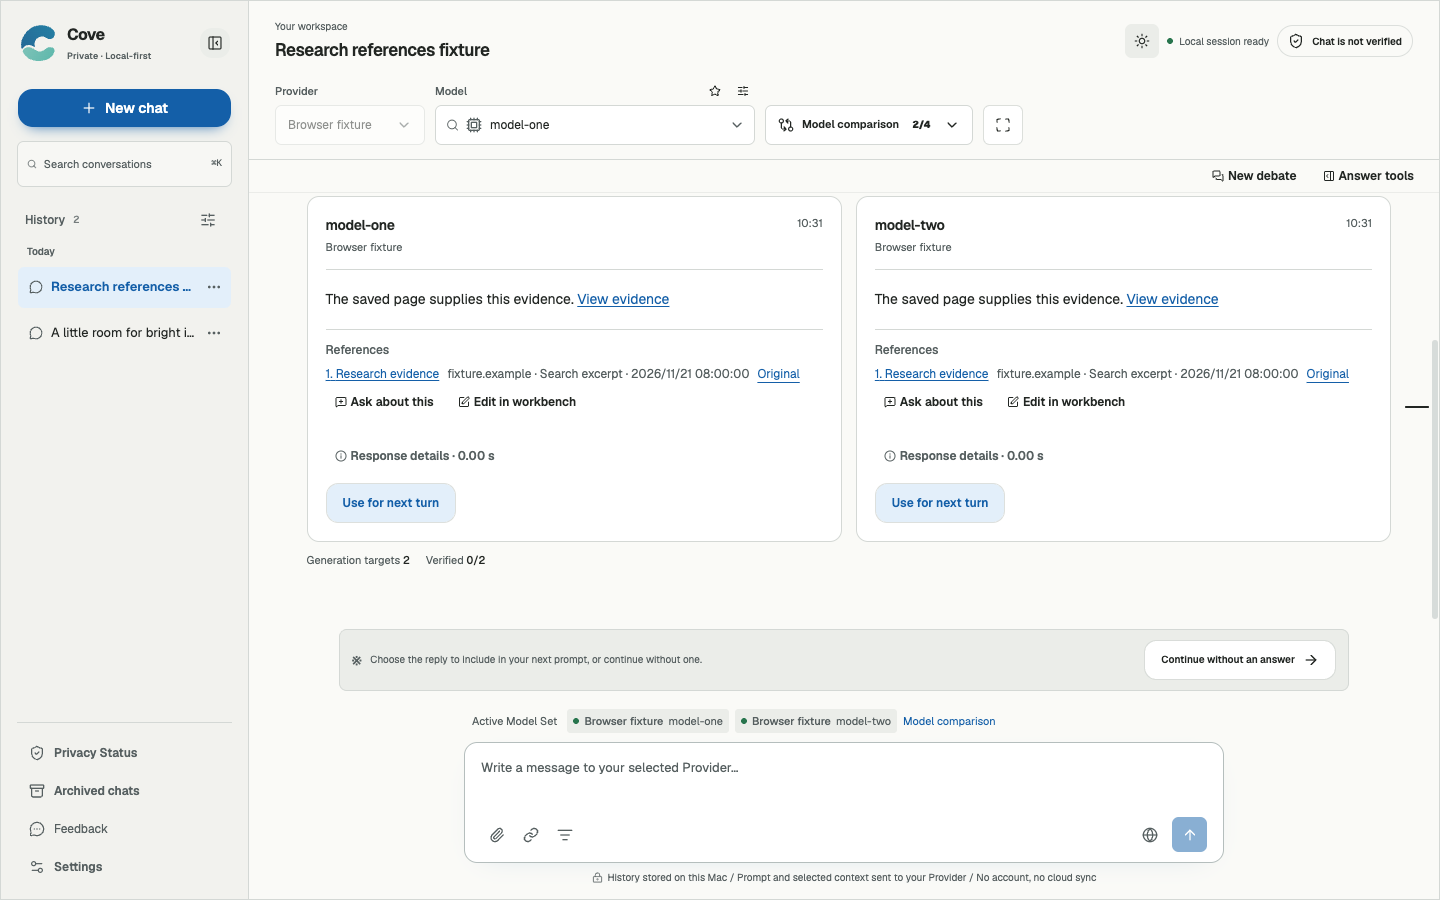 Cove
Private · Local-first
New chat
Search conversations ⌘K
History 2
Today
Research references ...
A little room for bright i...
Privacy Status
Archived chats
Feedback
Settings
Your workspace
Research references fixture
Local session ready
Chat is not verified
Provider
Browser fixture
Model
model-one
Model comparison 2/4
New debate
Answer tools
model-one 10:31
Browser fixture
The saved page supplies this evidence. View evidence
References
1. Research evidence fixture.example · Search excerpt · 2026/11/21 08:00:00 Original
Ask about this Edit in workbench
Response details · 0.00 s
Use for next turn
model-two 10:31
Browser fixture
The saved page supplies this evidence. View evidence
References
1. Research evidence fixture.example · Search excerpt · 2026/11/21 08:00:00 Original
Ask about this Edit in workbench
Response details · 0.00 s
Use for next turn
Generation targets 2 Verified 0/2
Choose the reply to include in your next prompt, or continue without one.
Continue without an answer
Active Model Set Browser fixture model-one Browser fixture model-two Model comparison
Write a message to your selected Provider...
History stored on this Mac / Prompt and selected context sent to your Provider / No account, no cloud sync